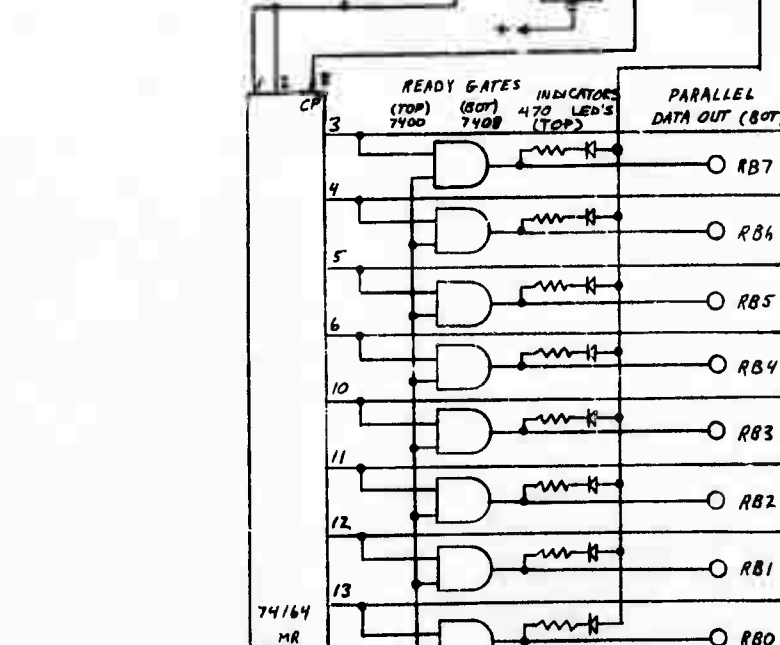 CP
READY GATES
(TOP) (BOT)
7400 7408
INDICATORS
470 LED'S
(TOP)
PARALLEL
DATA OUT (BOT
3
RB7
4
RB6
5
RB5
6
RB4
10
RB3
11
RB2
12
RB1
13
RB0
74164
MR